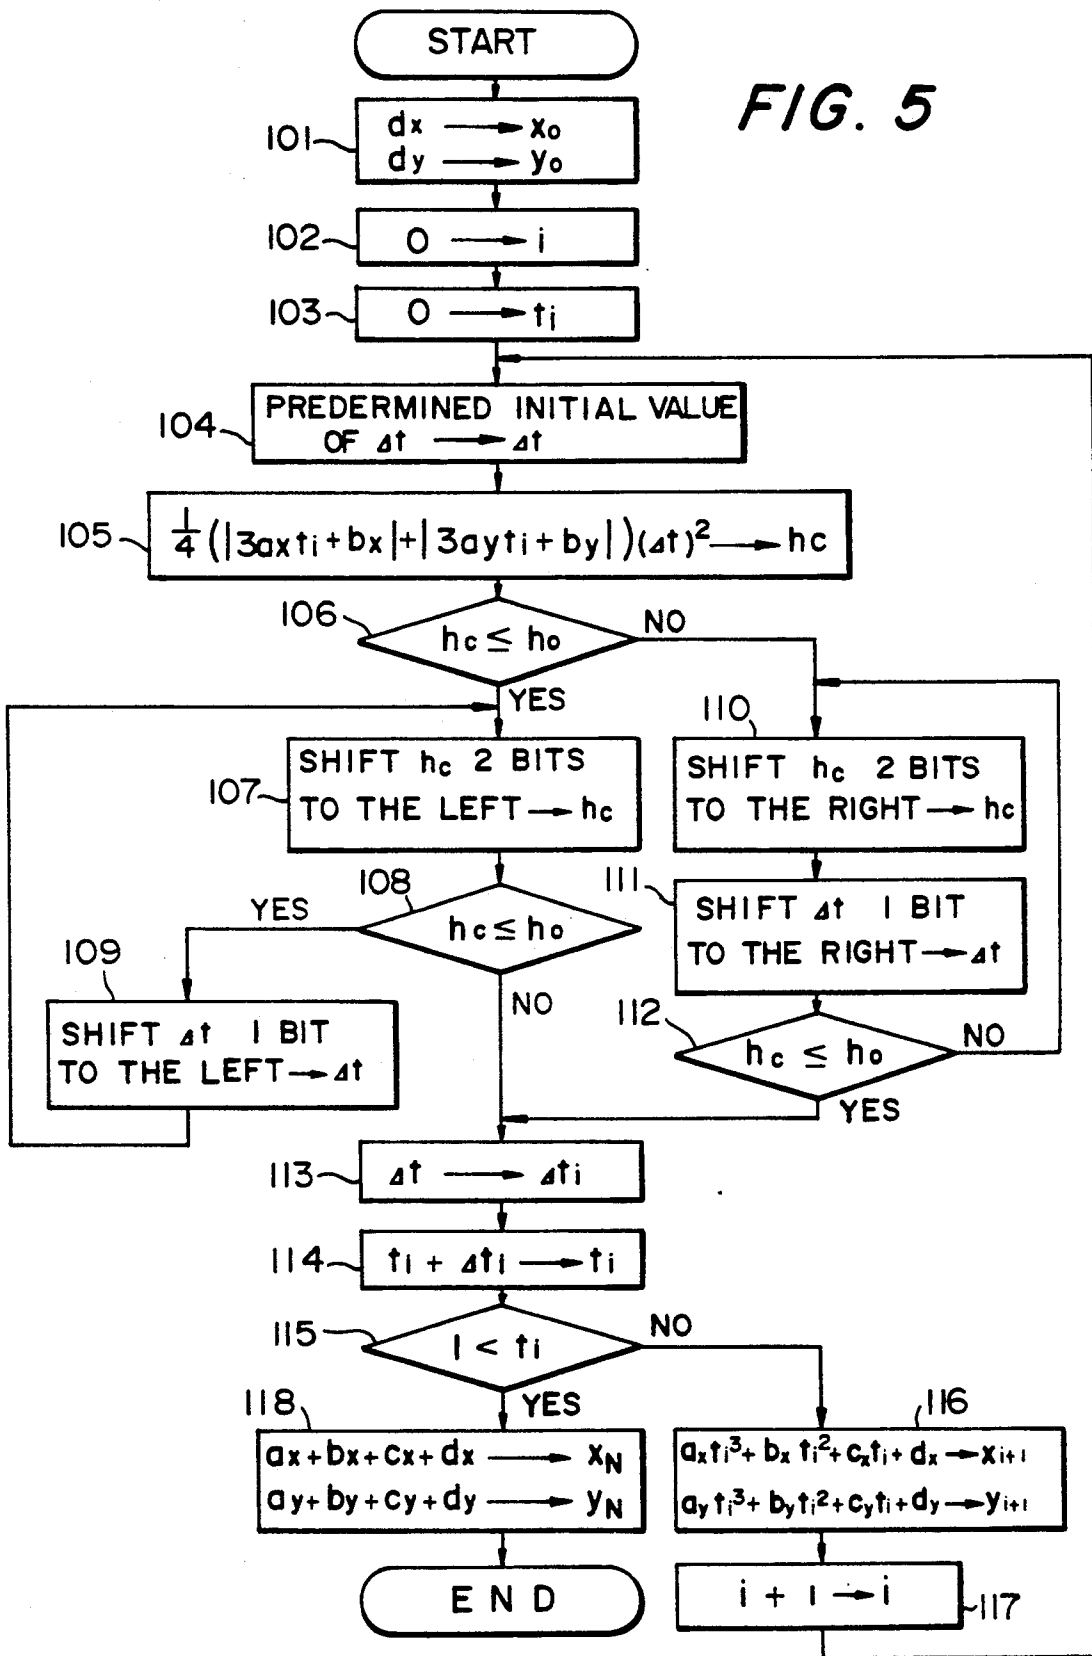 START
FIG. 5
101
dx → x₀
dy → y₀
102
0 → i
103
0 → ti
104
PREDERMINED INITIAL VALUE
OF Δt → Δt
105
1/4 (|3axti + bx| + |3ayti + by|)(Δt)² → hc
106
hc ≤ ho
NO
YES
110
107
SHIFT hc 2 BITS
TO THE LEFT → hc
SHIFT hc 2 BITS
TO THE RIGHT → hc
108
hc ≤ ho
YES
NO
111
SHIFT Δt 1 BIT
TO THE RIGHT → Δt
109
SHIFT Δt 1 BIT
TO THE LEFT → Δt
112
hc ≤ ho
NO
YES
113
Δt → Δti
114
ti + Δti → ti
115
1 < ti
NO
YES
118
ax + bx + cx + dx → xN
ay + by + cy + dy → yN
116
axti³ + bxti² + cxti + dx → xi+1
ayti³ + byti² + cyti + dy → yi+1
END
i + 1 → i
117